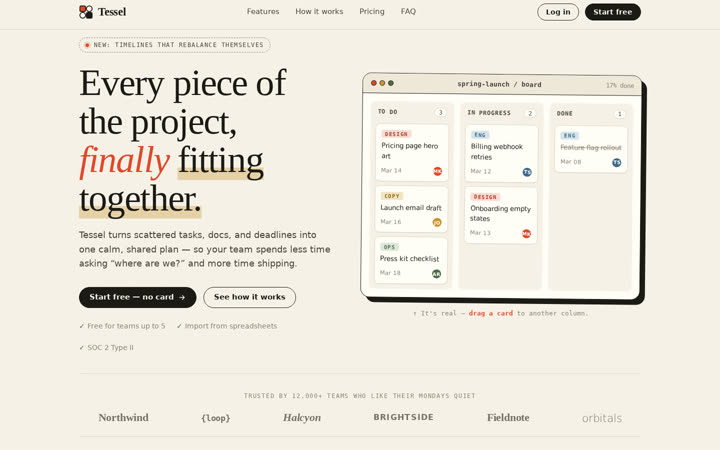 Tessel
Features
How it works
Pricing
FAQ
Log in
Start free
NEW: TIMELINES THAT REBALANCE THEMSELVES
Every piece of
the project,
finally fitting
together.
Tessel turns scattered tasks, docs, and deadlines into
one calm, shared plan — so your team spends less time
asking “where are we?” and more time shipping.
Start free — no card →
See how it works
✓ Free for teams up to 5
✓ Import from spreadsheets
✓ SOC 2 Type II
spring-launch / board
17% done
TO DO
3
DESIGN
Pricing page hero
art
Mar 14
MK
COPY
Launch email draft
Mar 16
JD
OPS
Press kit checklist
Mar 18
AR
IN PROGRESS
2
ENG
Billing webhook
retries
Mar 12
TS
DESIGN
Onboarding empty
states
Mar 13
MK
DONE
1
ENG
Feature flag rollout
Mar 08
TS
↑ It's real — drag a card to another column.
TRUSTED BY 12,000+ TEAMS WHO LIKE THEIR MONDAYS QUIET
Northwind
{loop}
Halcyon
BRIGHTSIDE
Fieldnote
orbitals